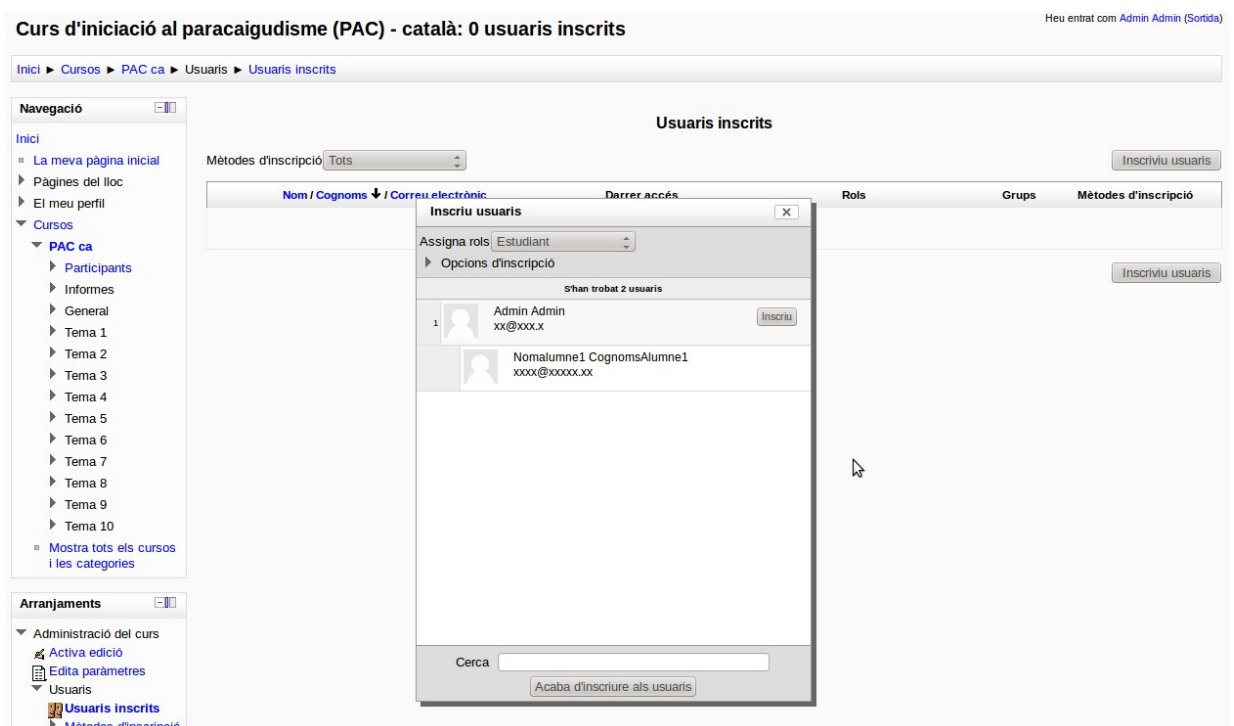 Heu entrat com Admin Admin (Sortida)
Curs d'iniciació al paracaigudisme (PAC) - català: 0 usuaris inscrits
Inici ► Cursos ► PAC ca ► Usuaris ► Usuaris inscrits
Navegació
Inici
La meva pàgina inicial
Pàgines del lloc
El meu perfil
Cursos
PAC ca
Participants
Informes
General
Tema 1
Tema 2
Tema 3
Tema 4
Tema 5
Tema 6
Tema 7
Tema 8
Tema 9
Tema 10
Mostra tots els cursos
i les categories
Arranjaments
Administració del curs
Activa edició
Edita paràmetres
Usuaris
Usuaris inscrits
Mètodes d'inscripció
Usuaris inscrits
Mètodes d'inscripció Tots
Inscriviu usuaris
Nom / Cognoms / Correu electrònic Darrer accés Rols Grups Mètodes d'inscripció
Inscriviu usuaris
Inscriu usuaris
Assigna rols Estudiant
Opcions d'inscripció
S'han trobat 2 usuaris
1
Admin Admin
xx@xxx.x
Inscriu
Nomalumne1 CognomsAlumne1
xxxx@xxxxx.xx
Cerca
Acaba d'inscriure als usuaris